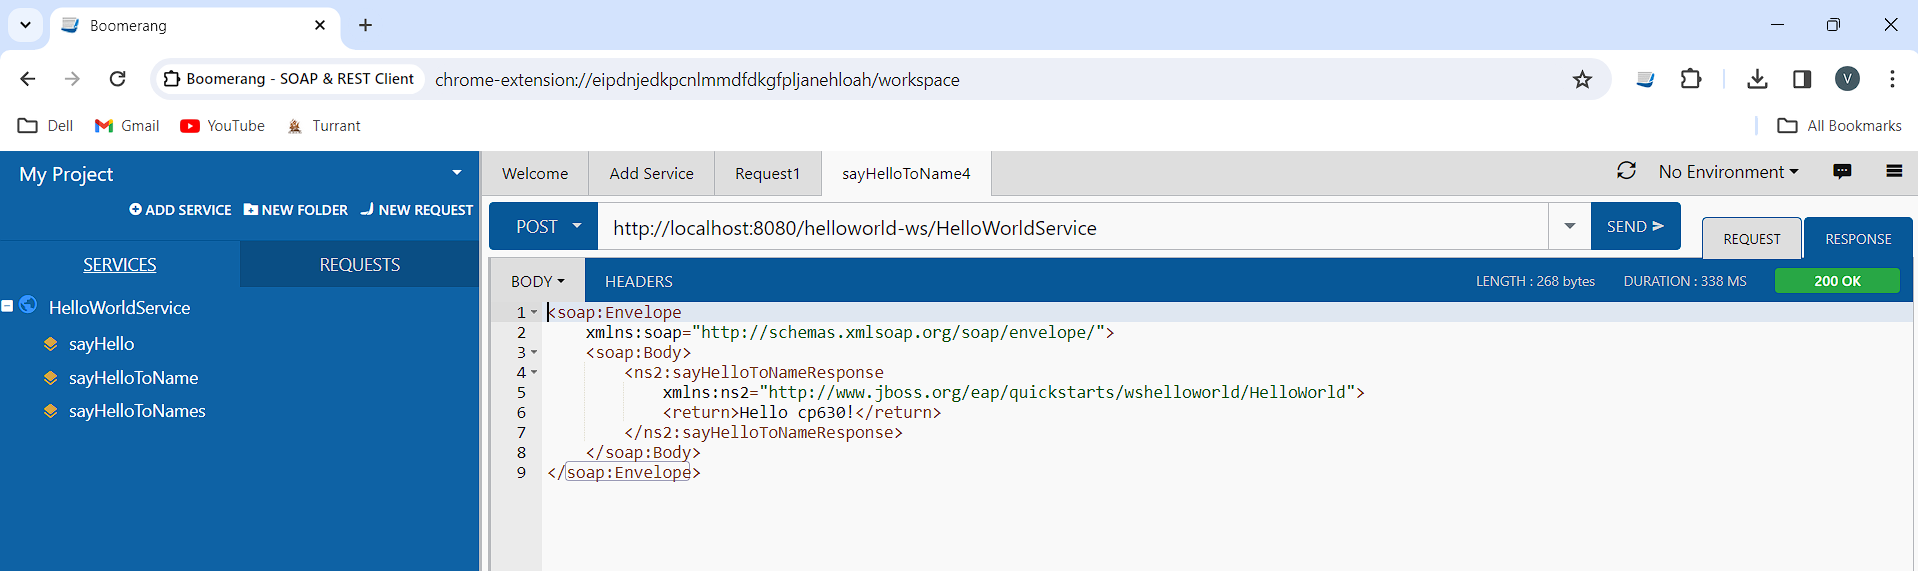 Boomerang
Boomerang - SOAP & REST Client chrome-extension://eipdnjedkpcnlmmdfdkgfpljanehloah/workspace V
Dell Gmail YouTube Turrant All Bookmarks
My Project Welcome Add Service Request1 sayHelloToName4 No Environment
ADD SERVICE NEW FOLDER NEW REQUEST
POST http://localhost:8080/helloworld-ws/HelloWorldService SEND REQUEST RESPONSE
SERVICES REQUESTS
BODY HEADERS LENGTH : 268 bytes DURATION : 338 MS 200 OK
HelloWorldService
sayHello
sayHelloToName
sayHelloToNames
1 <soap:Envelope
2 xmlns:soap="http://schemas.xmlsoap.org/soap/envelope/">
3 <soap:Body>
4 <ns2:sayHelloToNameResponse
5 xmlns:ns2="http://www.jboss.org/eap/quickstarts/wshelloworld/HelloWorld">
6 <return>Hello cp630!</return>
7 </ns2:sayHelloToNameResponse>
8 </soap:Body>
9 </soap:Envelope>